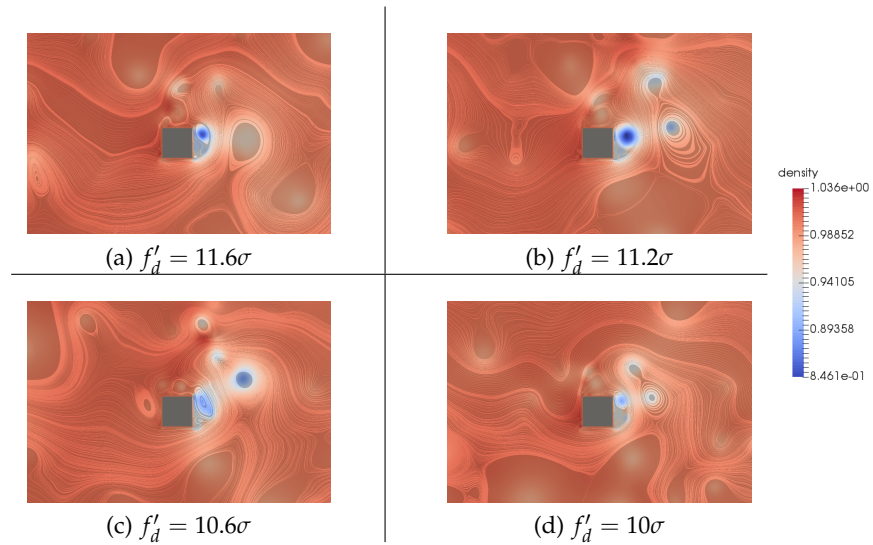 (a) f′d = 11.6σ
(b) f′d = 11.2σ
density
1.036e+00
0.98852
0.94105
0.89358
8.461e-01
(c) f′d = 10.6σ
(d) f′d = 10σ